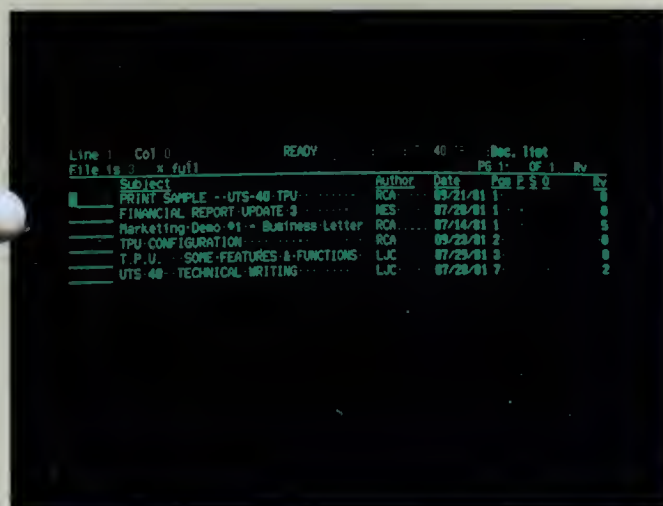 Line 1 Col 0 READY 40 Doc. list
File is 3 % full PG 1 OF 1 Rv
Subject Author Date Pgs P S O Rv
PRINT SAMPLE --UTS-40 TPU RCA 09/21/81 1 0
FINANCIAL REPORT UPDATE 3 NES 07/28/81 1 0
Marketing Demo #1 - Business Letter RCA 07/14/81 1 5
TPU CONFIGURATION RCA 09/23/81 2 0
T.P.U. SOME FEATURES & FUNCTIONS LJC 07/29/81 3 0
UTS 40 TECHNICAL WRITING LJC 07/28/81 7 2